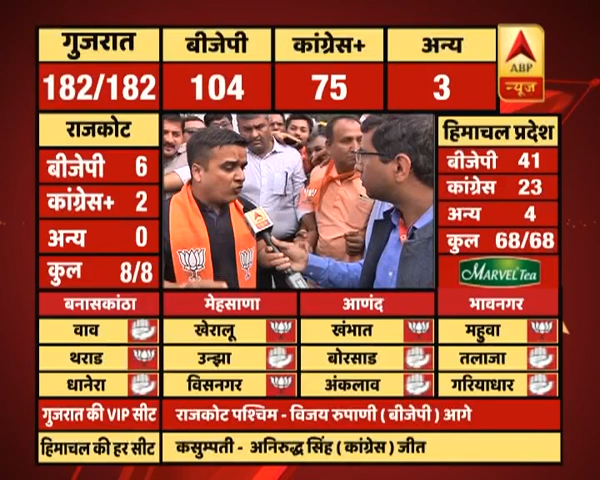 गुजरात बीजेपी कांग्रेस+ अन्य
182/182 104 75 3
ABP
न्यूज़
राजकोट
बीजेपी 6
कांग्रेस+ 2
अन्य 0
कुल 8/8
हिमाचल प्रदेश
बीजेपी 41
कांग्रेस 23
अन्य 4
कुल 68/68
MARVEL Tea
बनासकांठा मेहसाणा आणंद भावनगर
वाव खेरालू खंभात महुवा
थराड उन्झा बोरसाड तलाजा
धानेरा विसनगर अंकलाव गरियाधार
गुजरात की VIP सीट राजकोट पश्चिम - विजय रुपाणी ( बीजेपी ) आगे
हिमाचल की हर सीट कसुम्पती - अनिरुद्ध सिंह ( कांग्रेस ) जीत